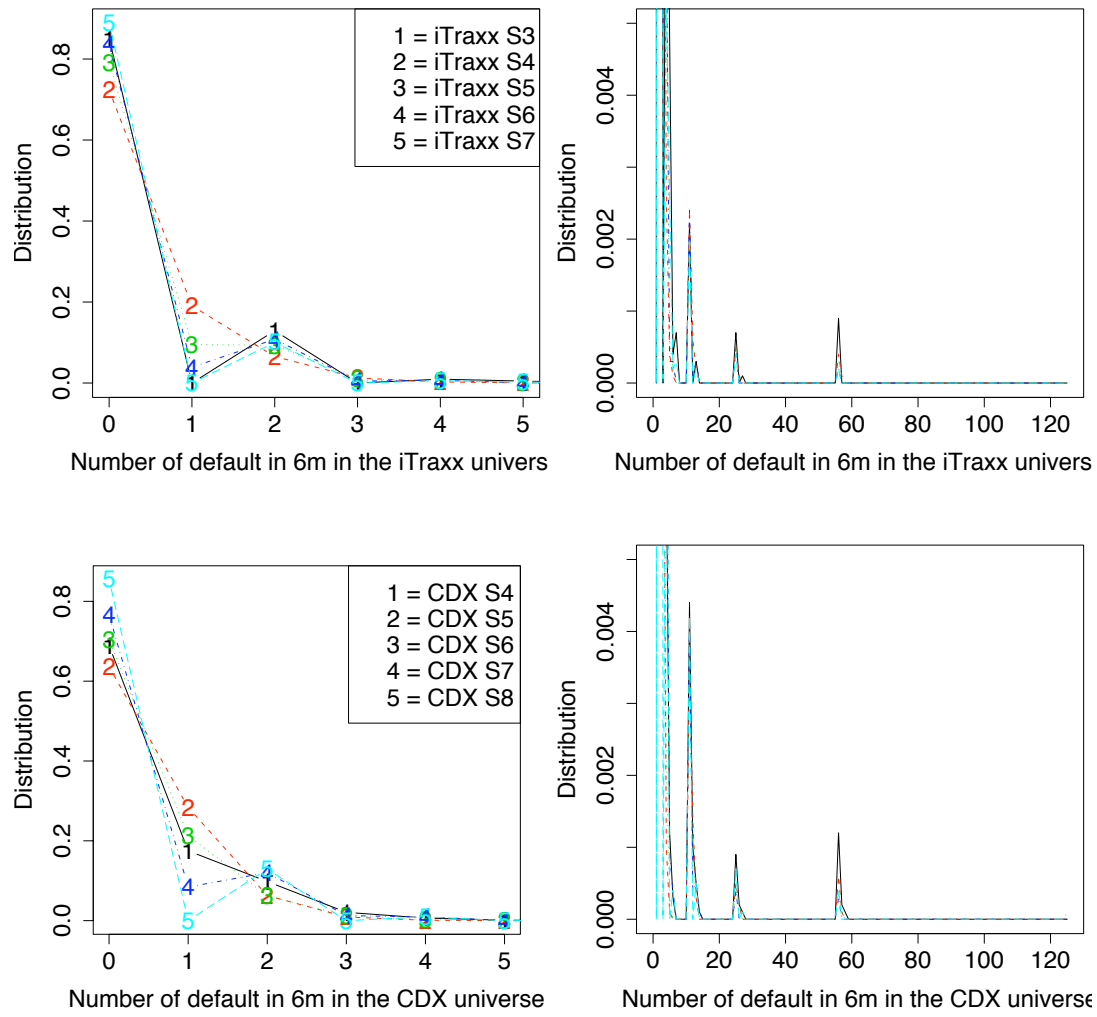 1 = iTraxx S3
2 = iTraxx S4
3 = iTraxx S5
4 = iTraxx S6
5 = iTraxx S7
Distribution
0.0 0.2 0.4 0.6 0.8
0 1 2 3 4 5
Number of default in 6m in the iTraxx univers
Distribution
0.000 0.002 0.004
0 20 40 60 80 100 120
Number of default in 6m in the iTraxx univers
1 = CDX S4
2 = CDX S5
3 = CDX S6
4 = CDX S7
5 = CDX S8
Distribution
0.0 0.2 0.4 0.6 0.8
0 1 2 3 4 5
Number of default in 6m in the CDX universe
Distribution
0.000 0.002 0.004
0 20 40 60 80 100 120
Number of default in 6m in the CDX universe